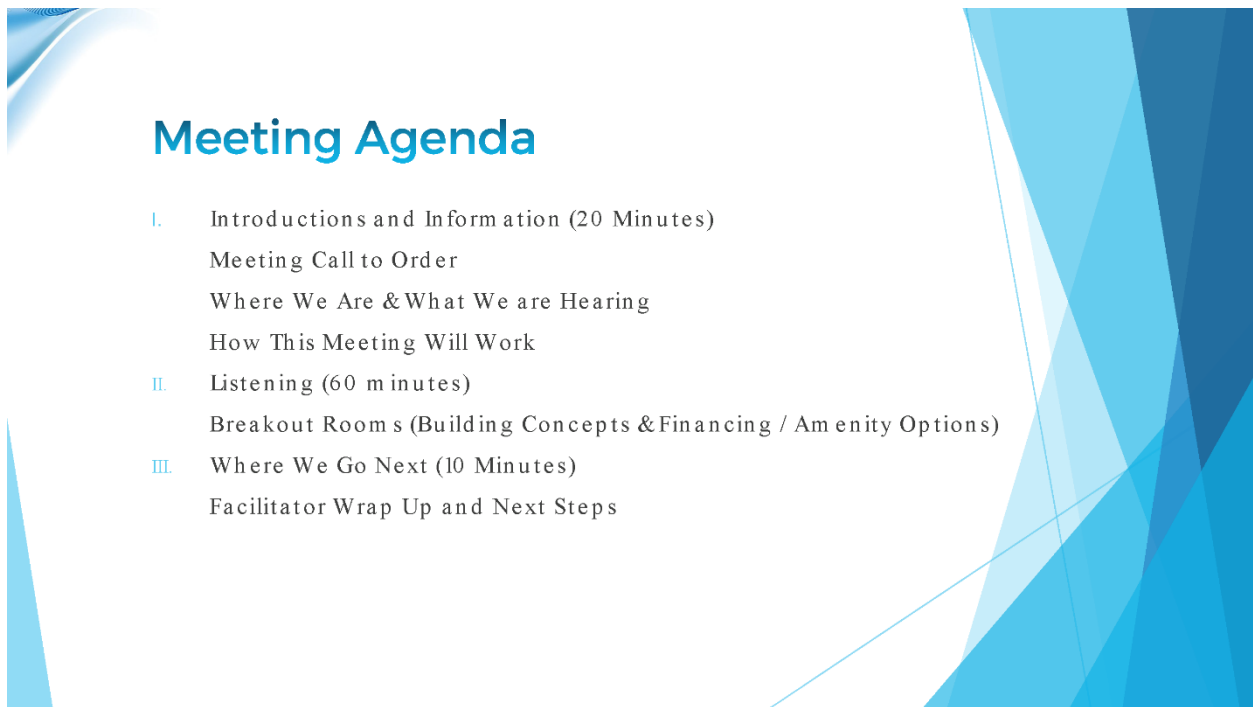 Meeting Agenda
I. Introductions and Information (20 Minutes)
Meeting Call to Order
Where We Are & What We are Hearing
How This Meeting Will Work
II. Listening (60 minutes)
Breakout Rooms (Building Concepts & Financing / Amenity Options)
III. Where We Go Next (10 Minutes)
Facilitator Wrap Up and Next Steps